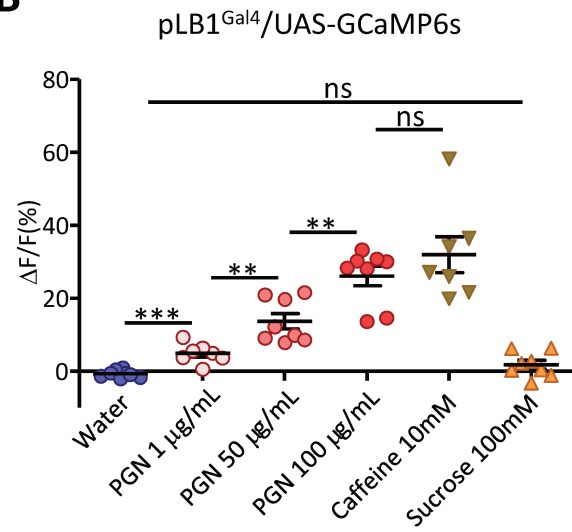 B
pLB1Gal4/UAS-GCaMP6s
80
ns
ns
60
ΔF/F(%)
40
**
**
20
***
0
Water
PGN 1 µg/mL
PGN 50 µg/mL
PGN 100 µg/mL
Caffeine 10mM
Sucrose 100mM